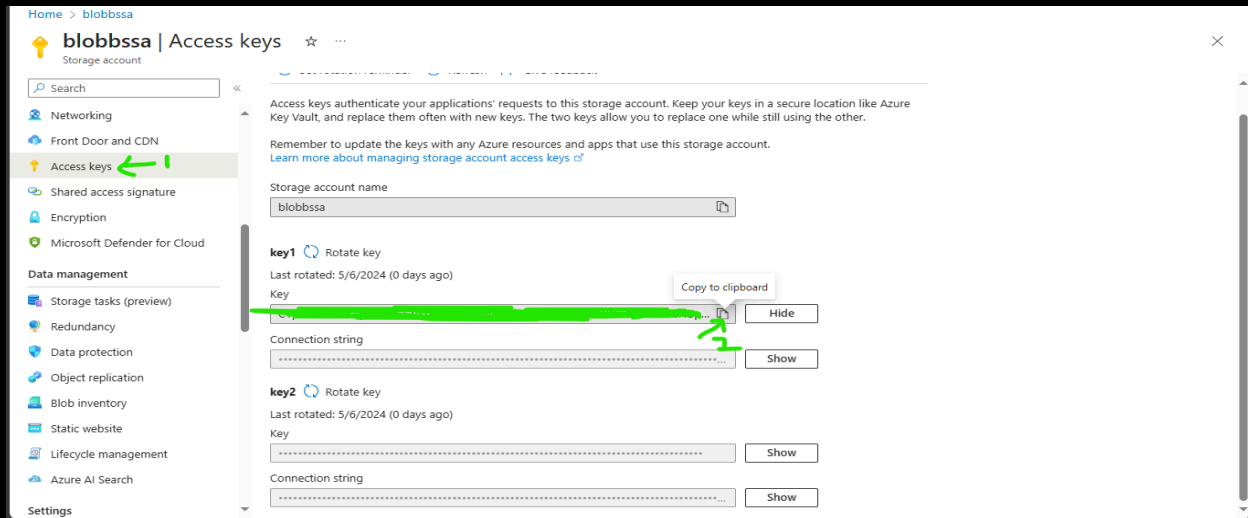 Home > blobbssa
blobbssa | Access keys ☆ ...
Storage account
Search «
Networking
Front Door and CDN
Access keys 1
Shared access signature
Encryption
Microsoft Defender for Cloud
Data management
Storage tasks (preview)
Redundancy
Data protection
Object replication
Blob inventory
Static website
Lifecycle management
Azure AI Search
Settings
Access keys authenticate your applications' requests to this storage account. Keep your keys in a secure location like Azure
Key Vault, and replace them often with new keys. The two keys allow you to replace one while still using the other.
Remember to update the keys with any Azure resources and apps that use this storage account.
Learn more about managing storage account access keys
Storage account name
blobbssa
key1 Rotate key
Last rotated: 5/6/2024 (0 days ago)
Copy to clipboard
Key
Hide
2
Connection string
Show
key2 Rotate key
Last rotated: 5/6/2024 (0 days ago)
Key
Show
Connection string
Show